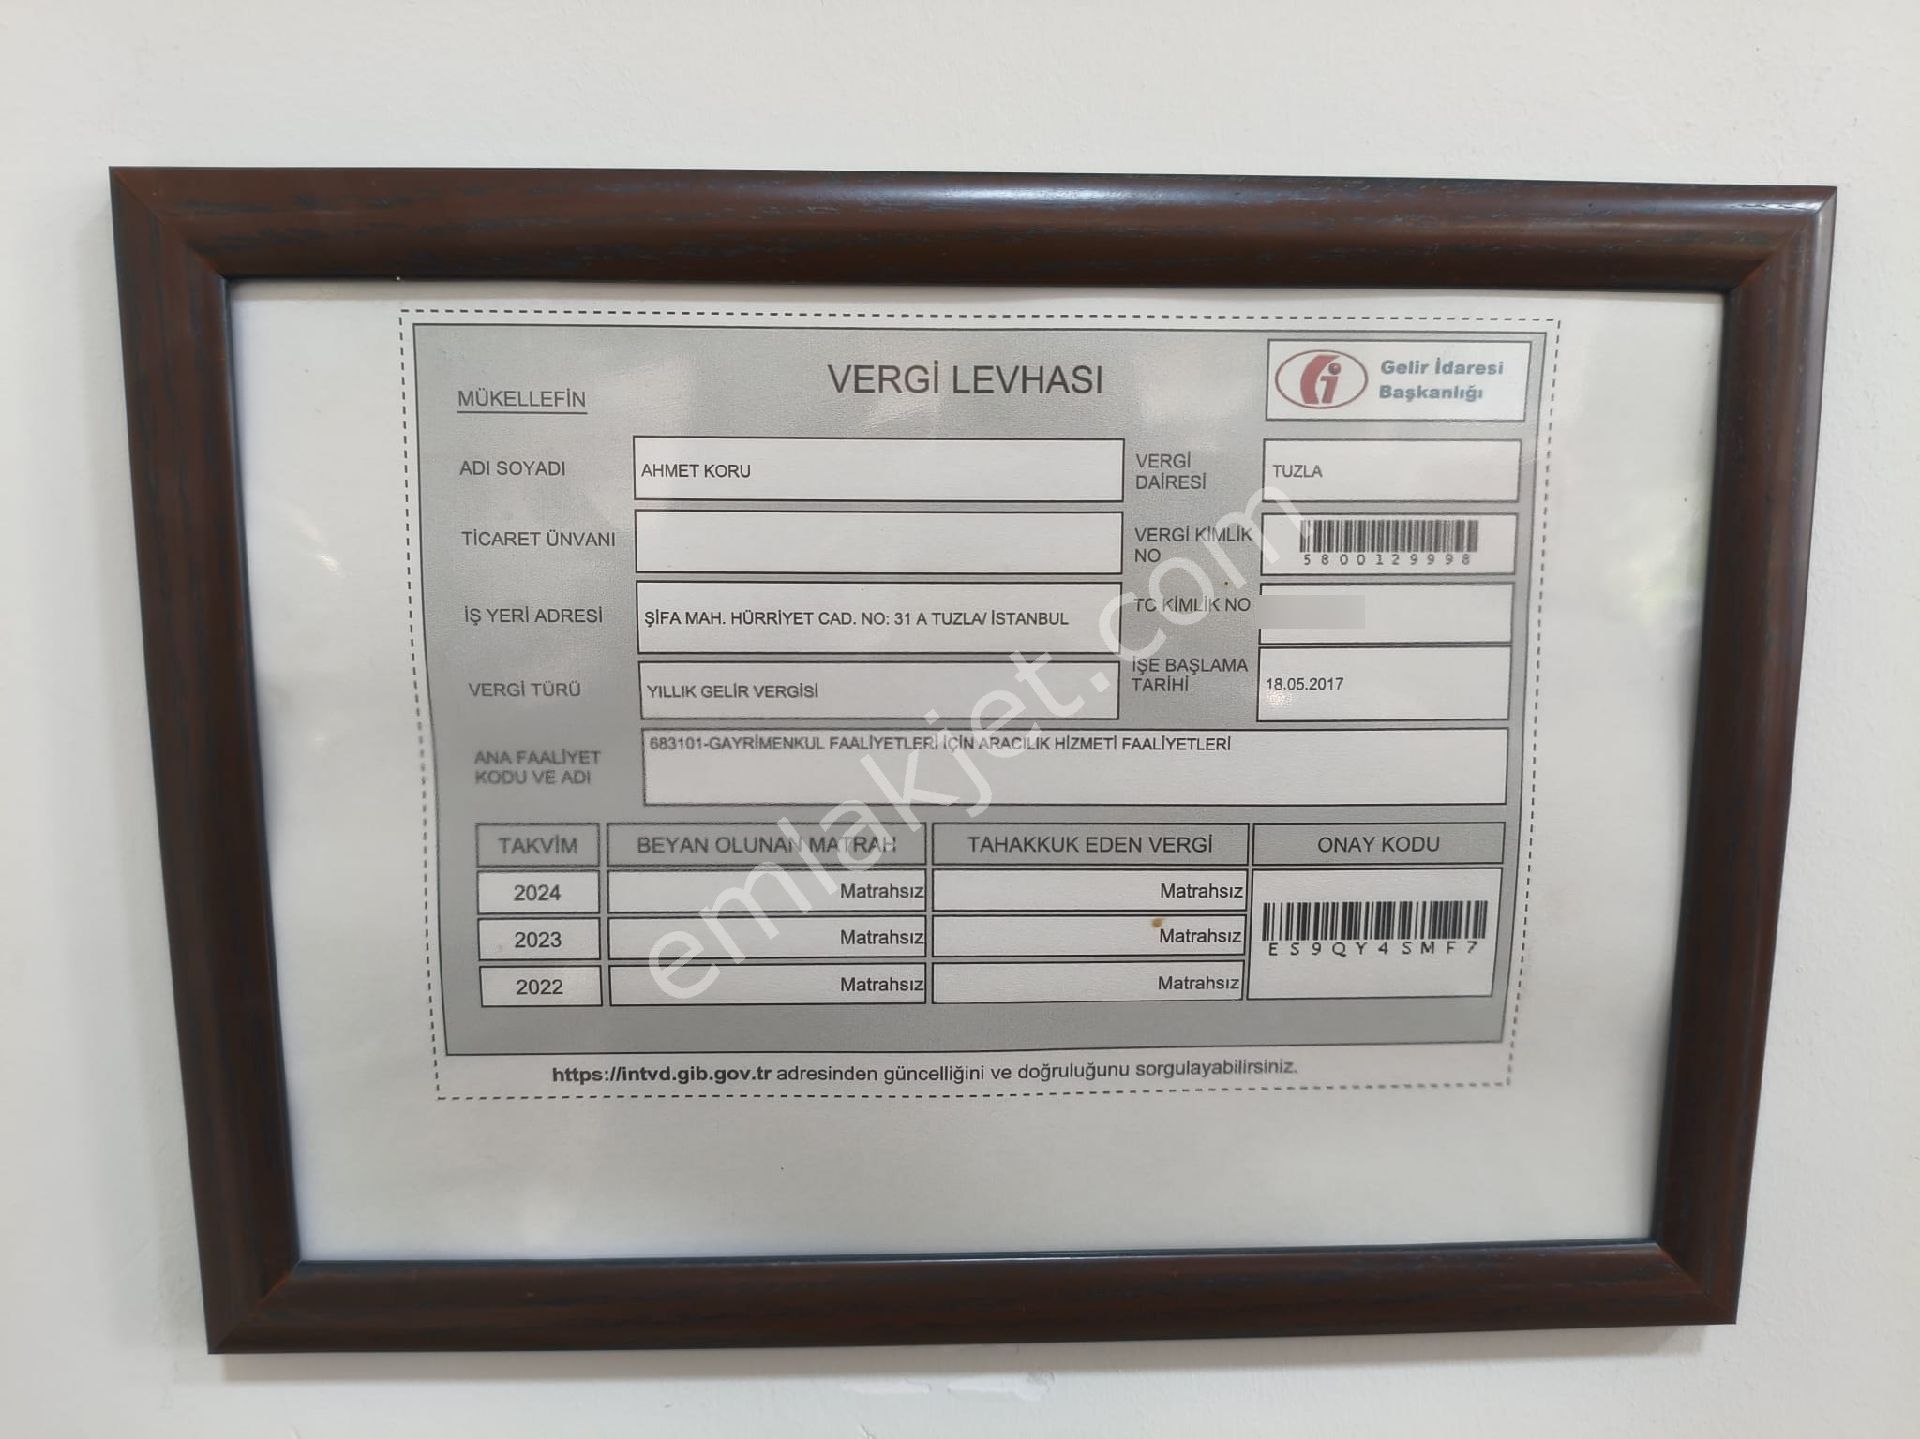 VERGİ LEVHASI
Gelir İdaresi
Başkanlığı
MÜKELLEFİN
ADI SOYADI
AHMET KORU
VERGİ
DAİRESİ
TUZLA
TİCARET ÜNVANI
VERGİ KİMLİK
NO
5800129998
İŞ YERİ ADRESİ
ŞİFA MAH. HÜRRİYET CAD. NO: 31 A TUZLA/ İSTANBUL
TC KİMLİK NO
VERGİ TÜRÜ
YILLIK GELİR VERGİSİ
İŞE BAŞLAMA
TARİHİ
18.05.2017
ANA FAALİYET
KODU VE ADI
683101-GAYRİMENKUL FAALİYETLERİ İÇİN ARACILIK HİZMETİ FAALİYETLERİ
TAKVİM BEYAN OLUNAN MATRAH TAHAKKUK EDEN VERGİ ONAY KODU
2024 Matrahsız Matrahsız
2023 Matrahsız Matrahsız
ES9QY4SMF7
2022 Matrahsız Matrahsız
https://intvd.gib.gov.tr adresinden güncelliğini ve doğruluğunu sorgulayabilirsiniz.
emlakjet.com